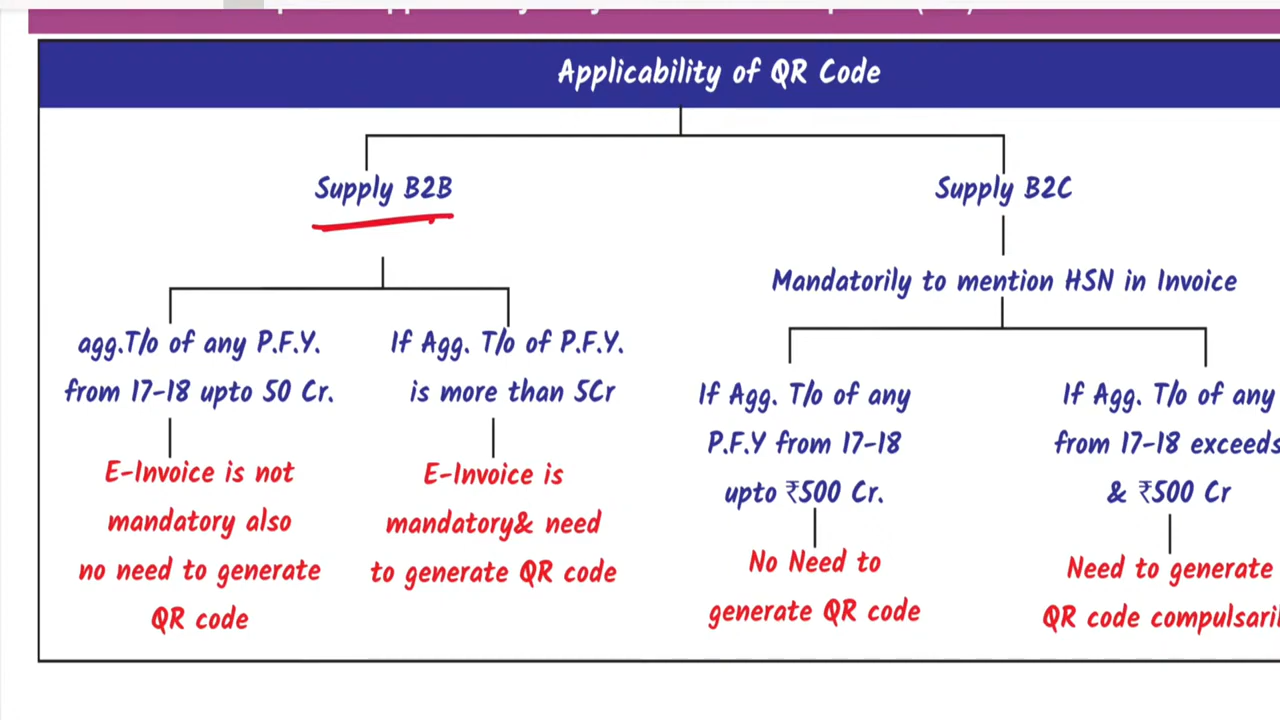 Applicability of QR Code
Supply B2B
Supply B2C
Mandatorily to mention HSN in Invoice
agg.T/o of any P.F.Y.
from 17-18 upto 50 Cr.
If Agg. T/o of P.F.Y.
is more than 5Cr
If Agg. T/o of any
P.F.Y from 17-18
upto ₹500 Cr.
If Agg. T/o of any
from 17-18 exceeds
& ₹500 Cr
E-Invoice is not
mandatory also
no need to generate
QR code
E-Invoice is
mandatory& need
to generate QR code
No Need to
generate QR code
Need to generate
QR code